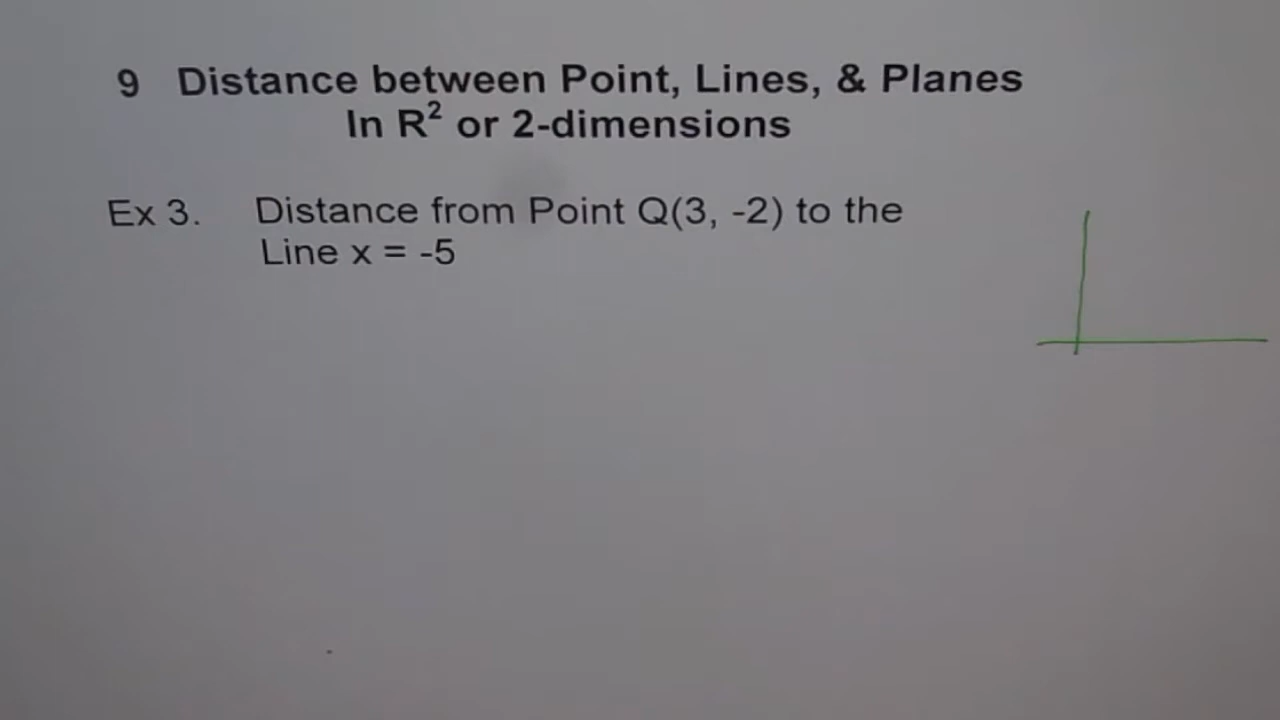 9 Distance between Point, Lines, & Planes
In R² or 2-dimensions
Ex 3. Distance from Point Q(3, -2) to the
Line x = -5